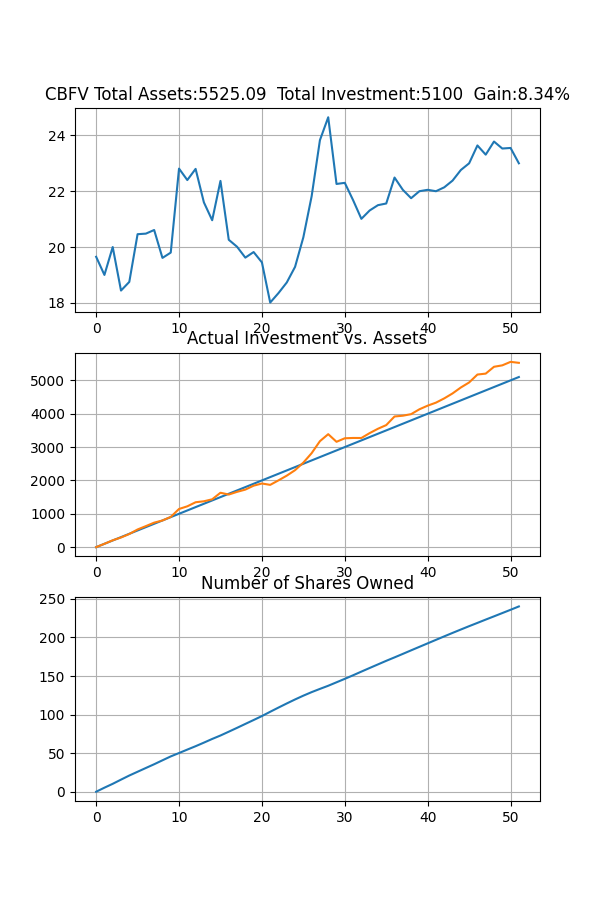 CBFV Total Assets:5525.09  Total Investment:5100  Gain:8.34%
24
22
20
18
0 10 20 30 40 50
Actual Investment vs. Assets
5000
4000
3000
2000
1000
0
0 10 20 30 40 50
Number of Shares Owned
250
200
150
100
50
0
0 10 20 30 40 50